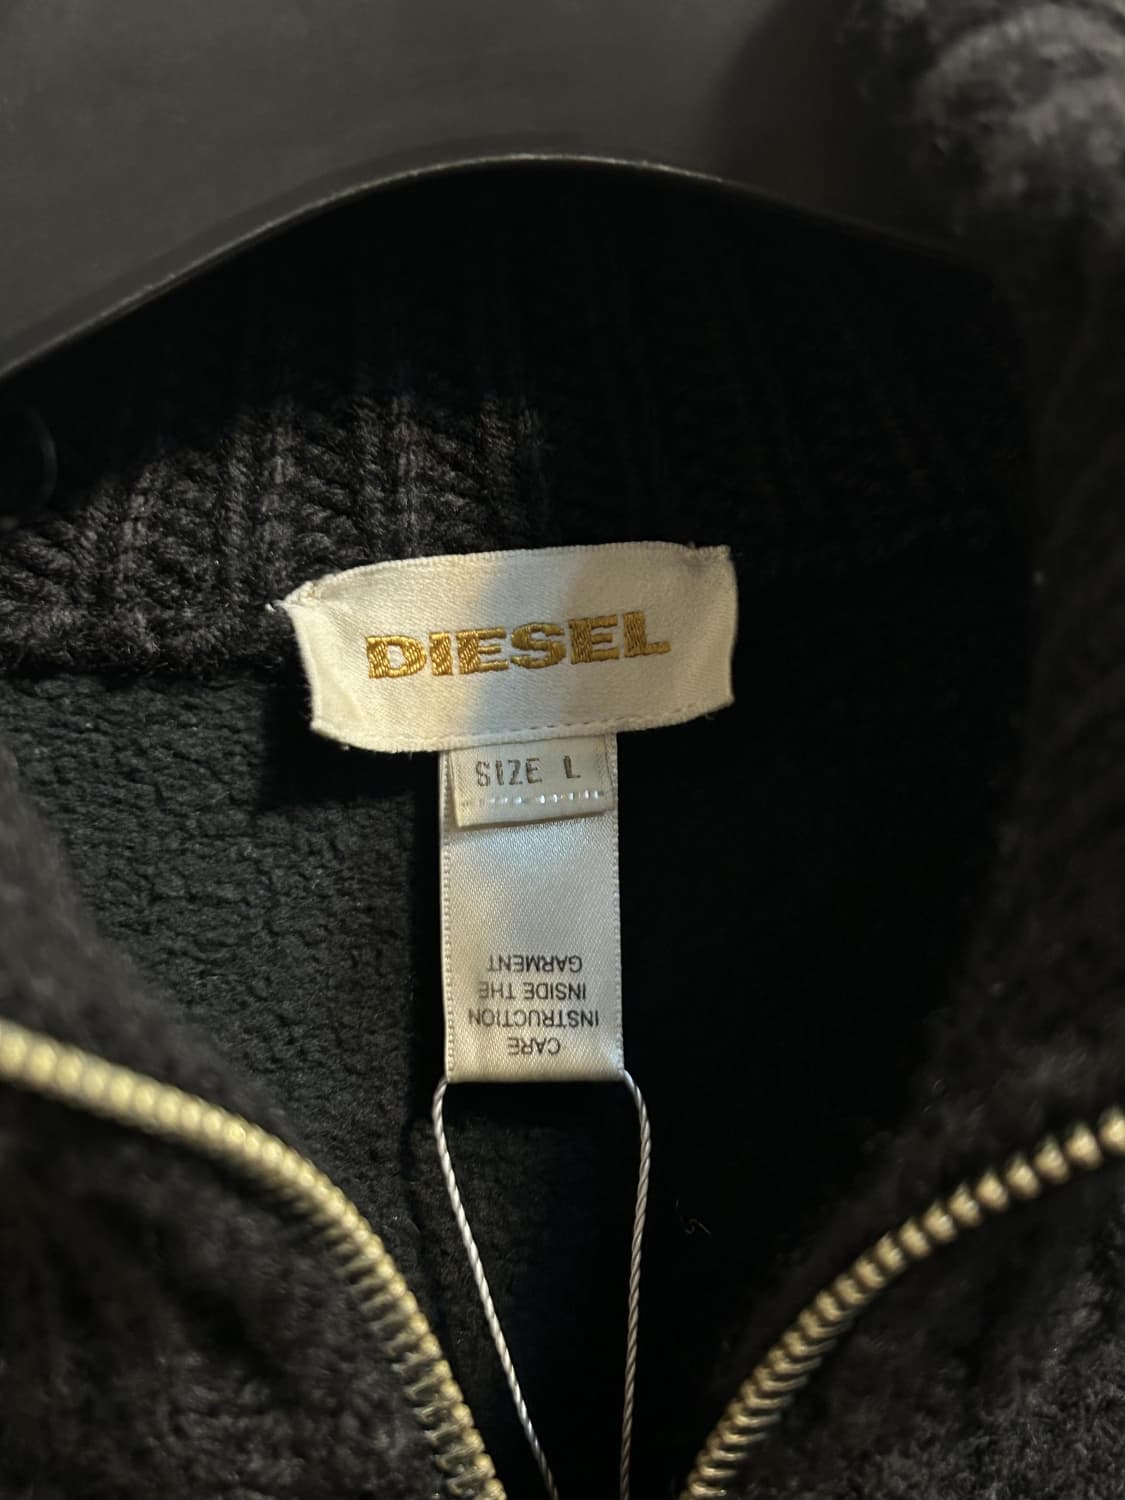 DIESEL
SIZE L
CARE
INSTRUCTION
INSIDE THE
GARMENT